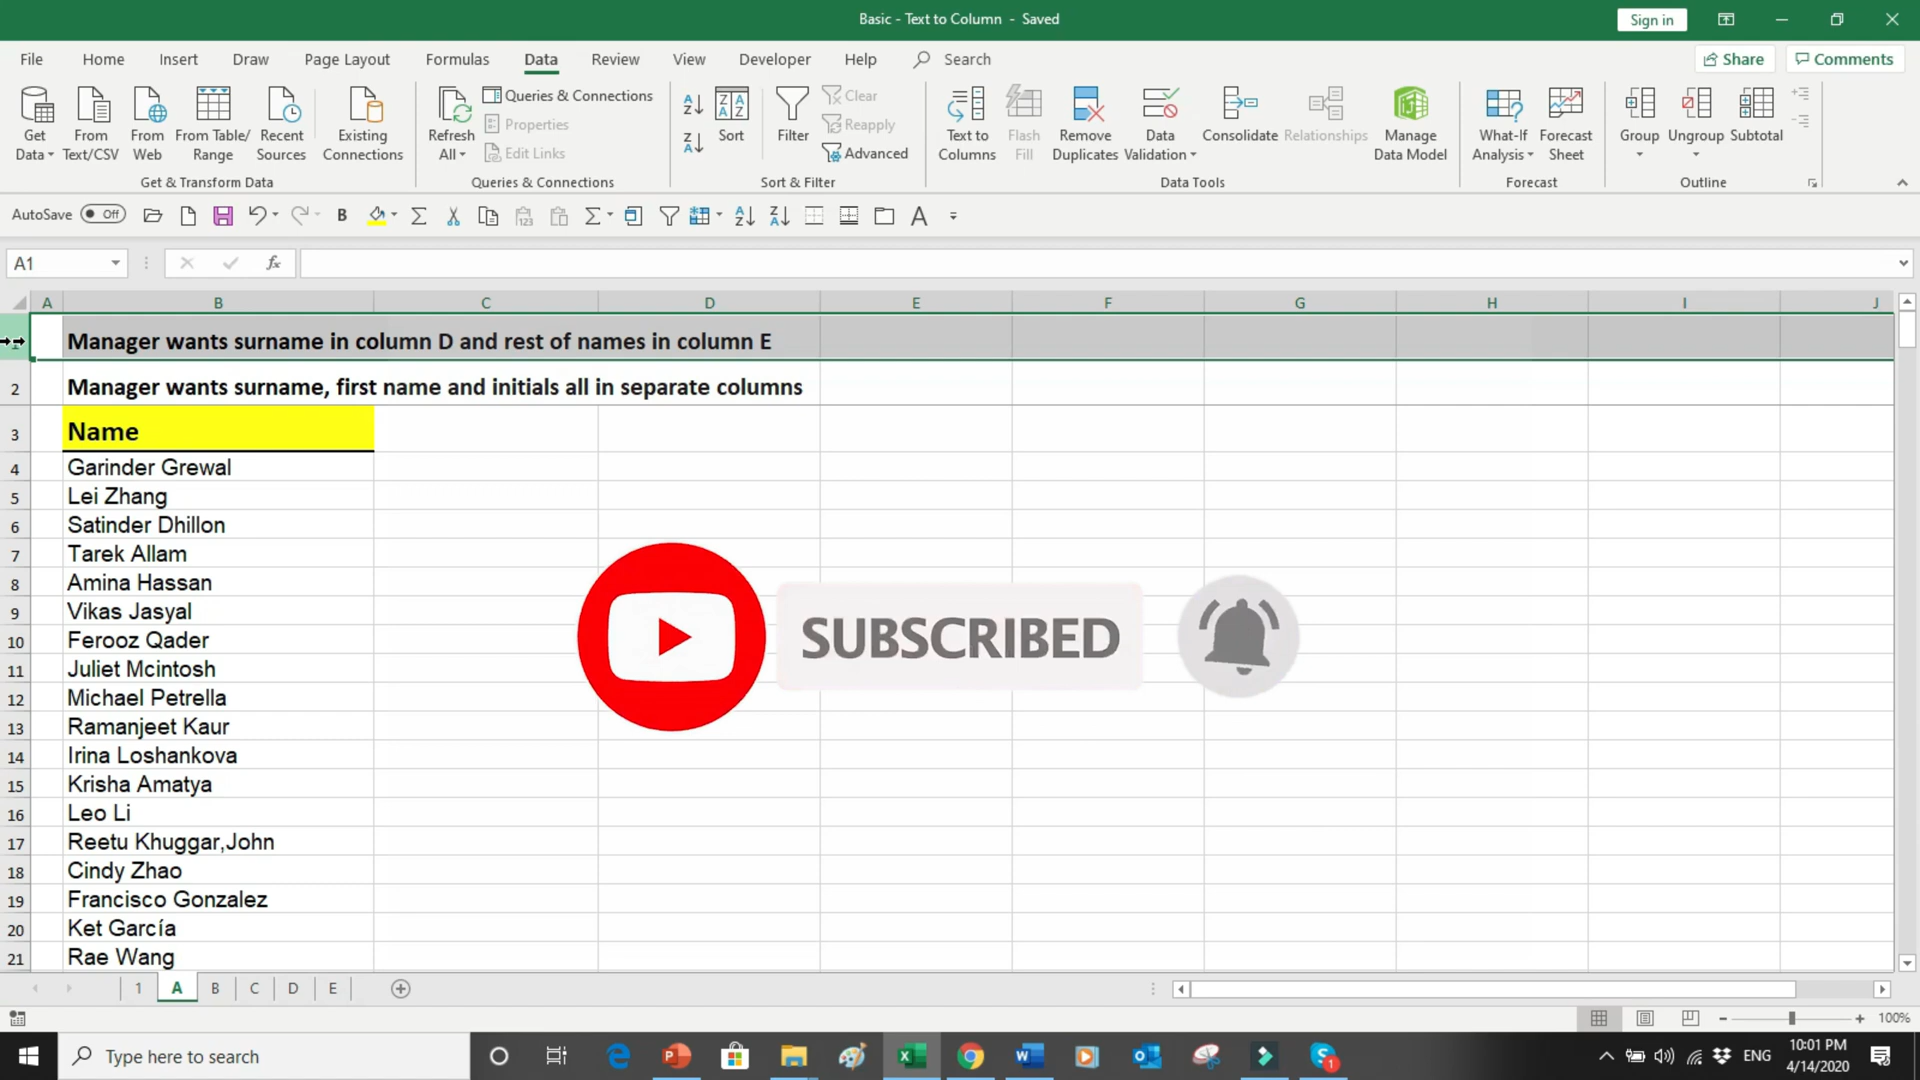 Basic - Text to Column - Saved
Sign in
File Home Insert Draw Page Layout Formulas Data Review View Developer Help Search Share Comments
Get Data
From Text/CSV
From Web
From Table/ Range
Recent Sources
Existing Connections
Refresh All
Queries & Connections
Properties
Edit Links
Sort
Filter
Clear
Reapply
Advanced
Text to Columns
Flash Fill
Remove Duplicates
Data Validation
Consolidate
Relationships
Manage Data Model
What-If Analysis
Forecast Sheet
Group
Ungroup
Subtotal
Get & Transform Data
Queries & Connections
Sort & Filter
Data Tools
Forecast
Outline
AutoSave Off
A1
fx
A B C D E F G H I J
Manager wants surname in column D and rest of names in column E
2 Manager wants surname, first name and initials all in separate columns
3 Name
4 Garinder Grewal
5 Lei Zhang
6 Satinder Dhillon
7 Tarek Allam
8 Amina Hassan
9 Vikas Jasyal
10 Ferooz Qader
11 Juliet Mcintosh
12 Michael Petrella
13 Ramanjeet Kaur
14 Irina Loshankova
15 Krisha Amatya
16 Leo Li
17 Reetu Khuggar,John
18 Cindy Zhao
19 Francisco Gonzalez
20 Ket García
21 Rae Wang
SUBSCRIBED
1 A B C D E
100%
Type here to search
ENG
10:01 PM
4/14/2020